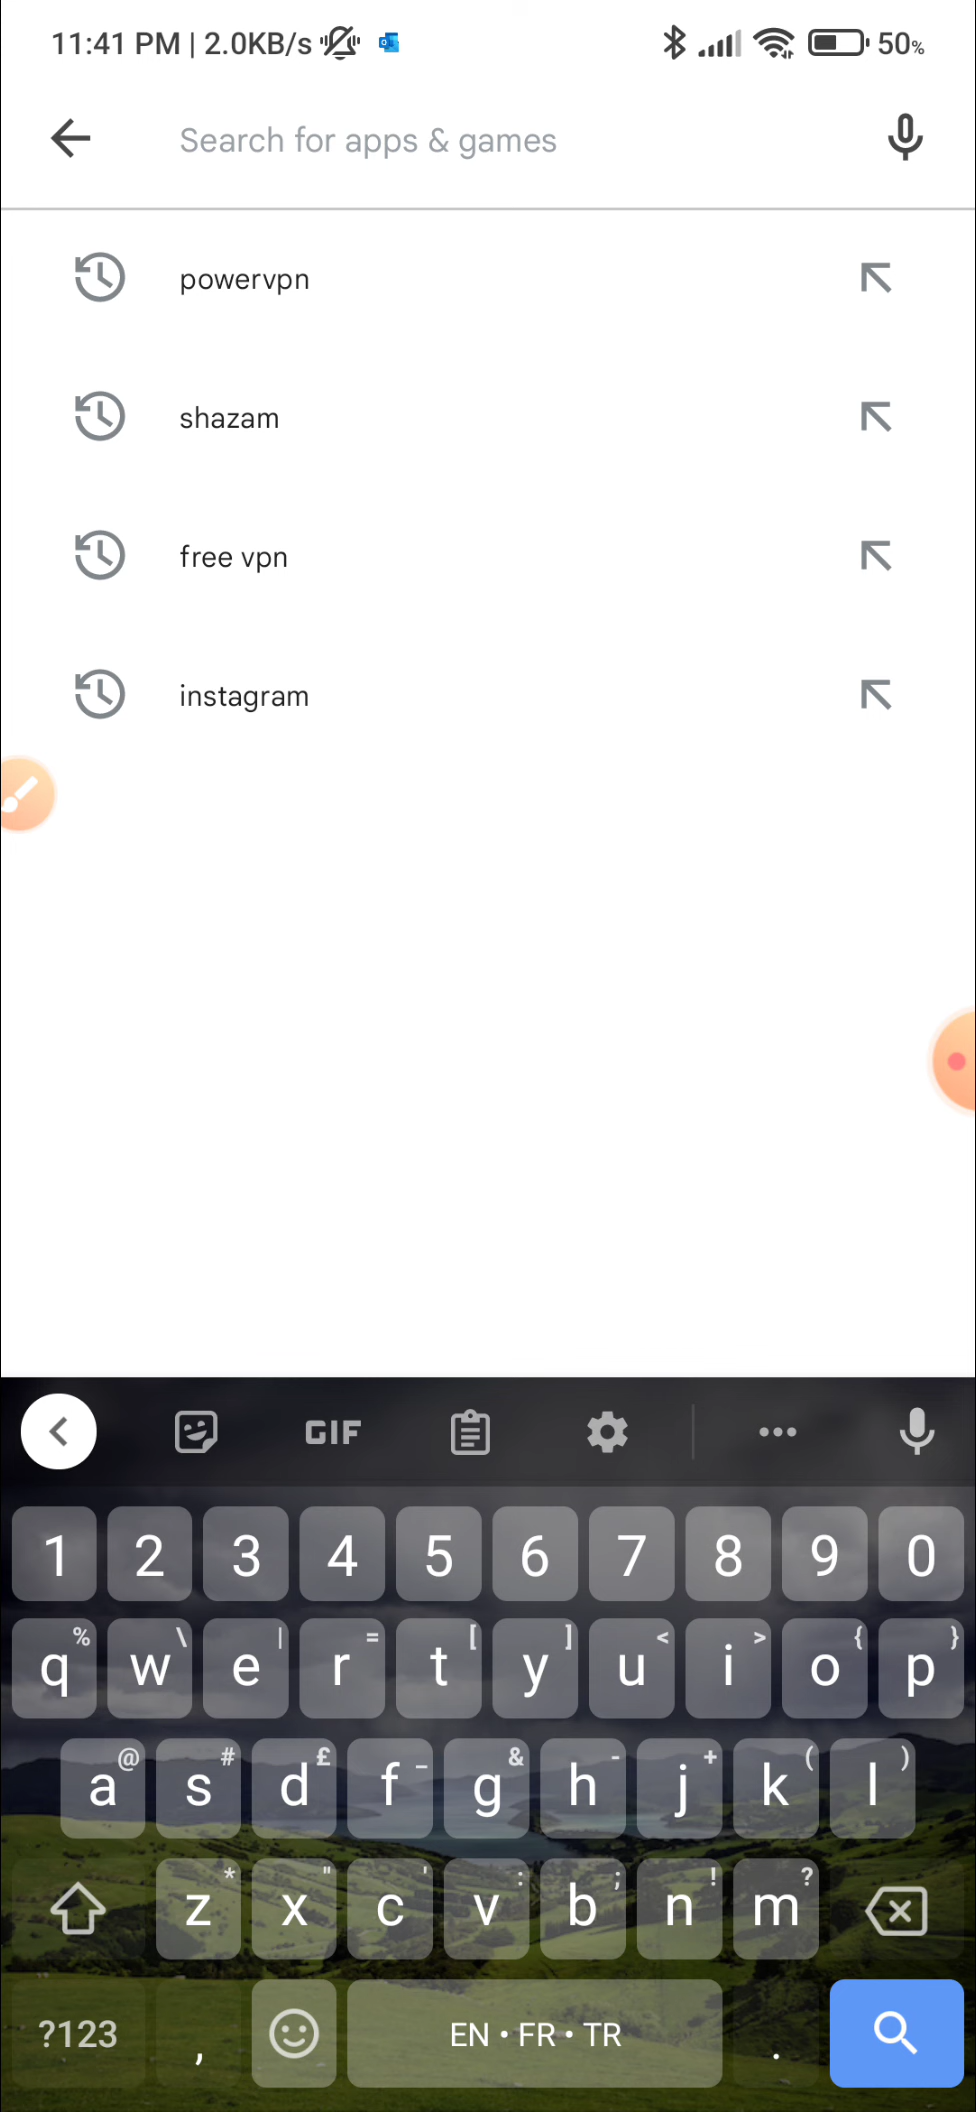 11:41 PM | 2.0KB/s 50%
Search for apps & games
powervpn
shazam
free vpn
instagram
GIF
1 2 3 4 5 6 7 8 9 0
% \ | = [ ] < > { }
q w e r t y u i o p
@ # £ _ & - + ( )
a s d f g h j k l
* " ' : ; ! ?
z x c v b n m
?123 , EN • FR • TR .